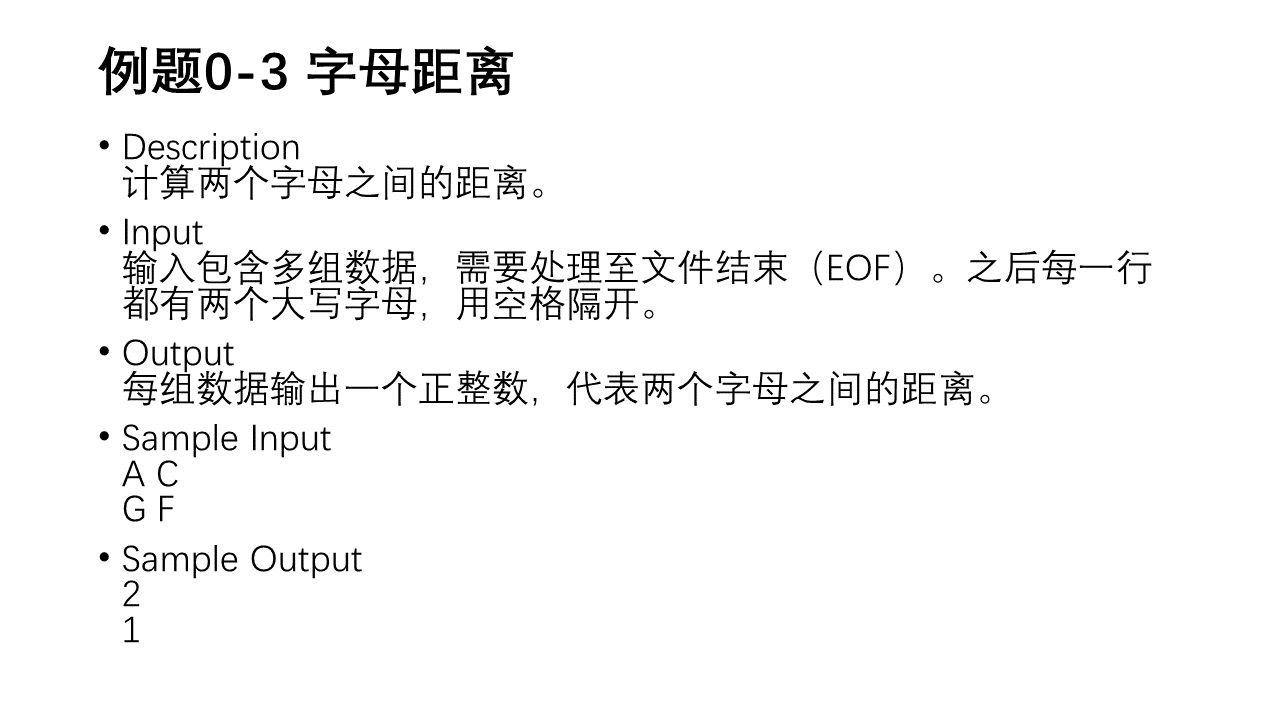 例题0-3 字母距离
• Description
计算两个字母之间的距离。
• Input
输入包含多组数据，需要处理至文件结束（EOF）。之后每一行
都有两个大写字母，用空格隔开。
• Output
每组数据输出一个正整数，代表两个字母之间的距离。
• Sample Input
A C
G F
• Sample Output
2
1